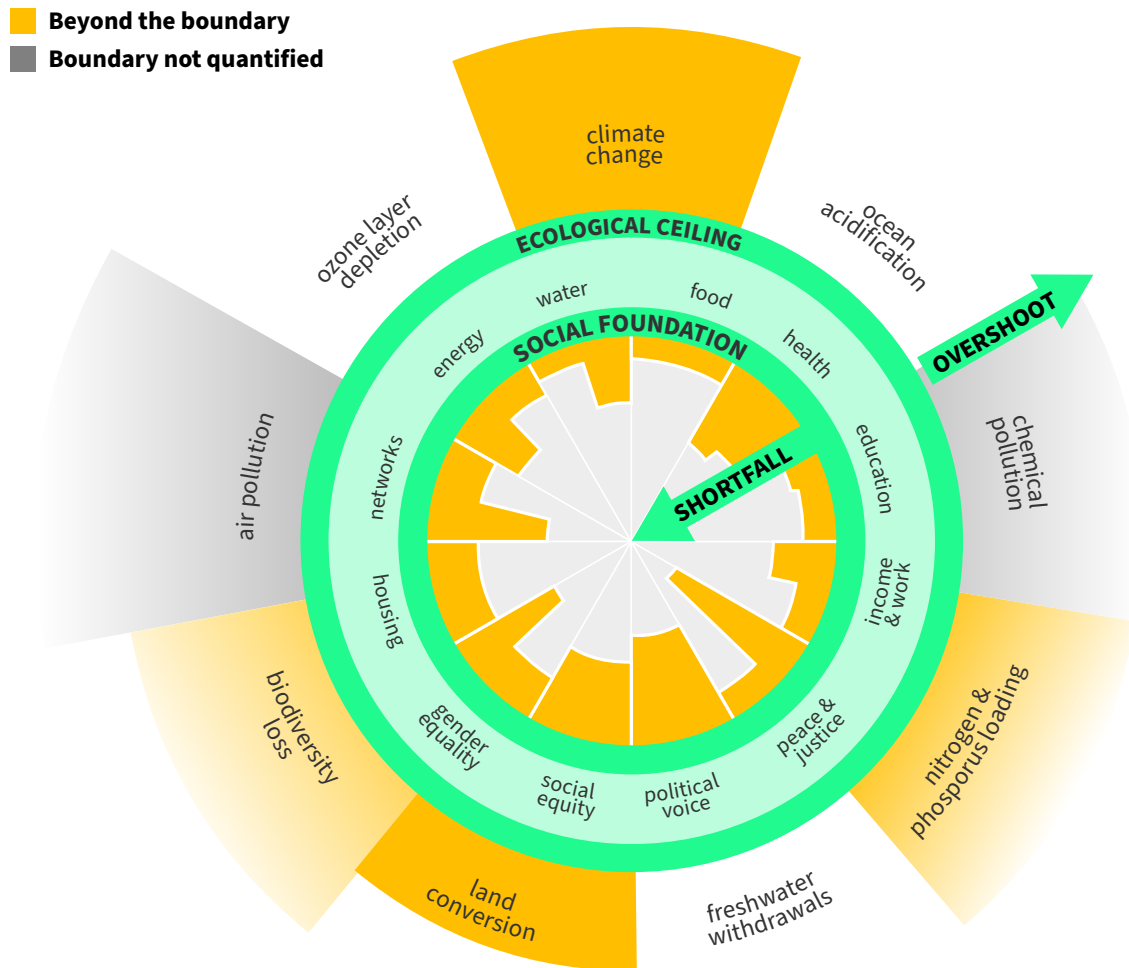 Beyond the boundary
Boundary not quantified
climate
change
ozone layer
depletion
ocean
acidification
ECOLOGICAL CEILING
OVERSHOOT
water
food
SOCIAL FOUNDATION
energy
health
air pollution
networks
education
chemical
pollution
SHORTFALL
housing
income
& work
biodiversity
loss
nitrogen &
phosporus loading
gender
equality
peace &
justice
social
equity
political
voice
land
conversion
freshwater
withdrawals